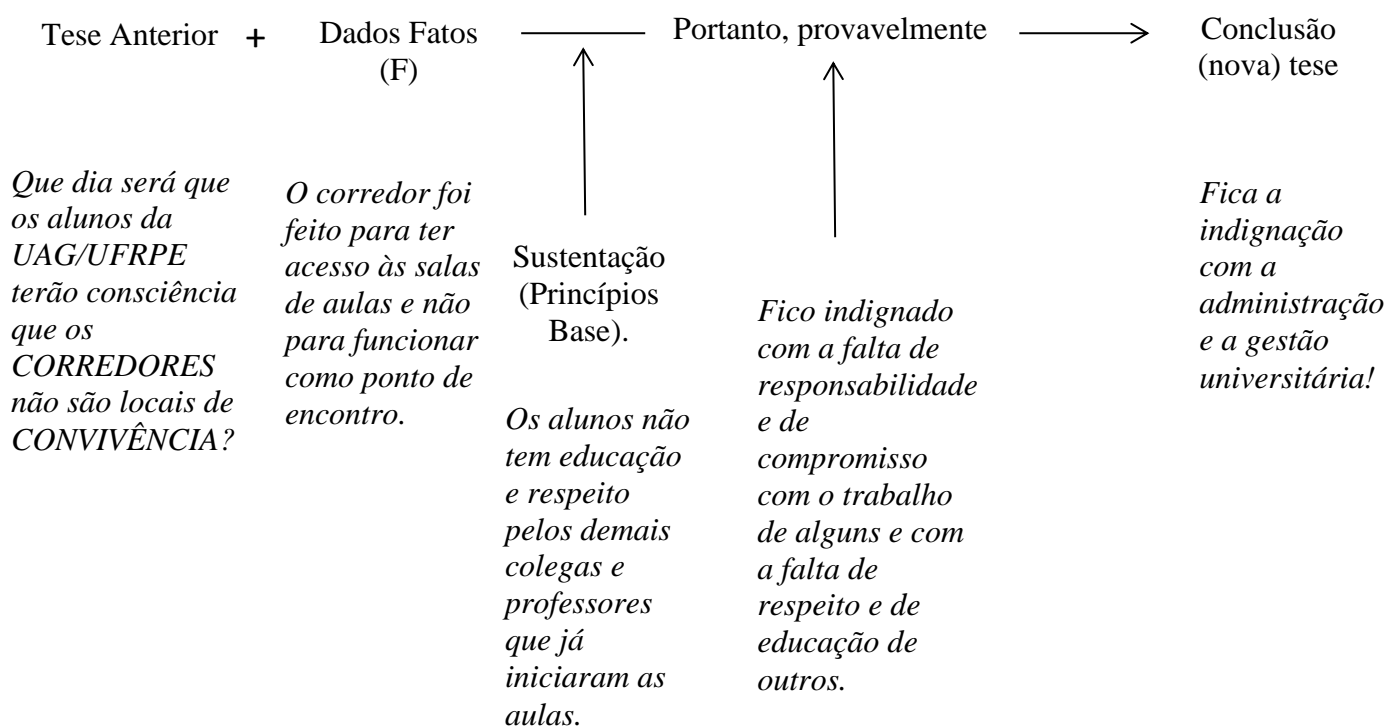 Tese Anterior + Dados Fatos (F) Portanto, provavelmente Conclusão (nova) tese
Que dia será que
os alunos da
UAG/UFRPE
terão consciência
que os
CORREDORES
não são locais de
CONVIVÊNCIA?
O corredor foi
feito para ter
acesso às salas
de aulas e não
para funcionar
como ponto de
encontro.
Sustentação
(Princípios
Base).
Os alunos não
tem educação
e respeito
pelos demais
colegas e
professores
que já
iniciaram as
aulas.
Fico indignado
com a falta de
responsabilidade
e de
compromisso
com o trabalho
de alguns e com
a falta de
respeito e de
educação de
outros.
Fica a
indignação
com a
administração
e a gestão
universitária!